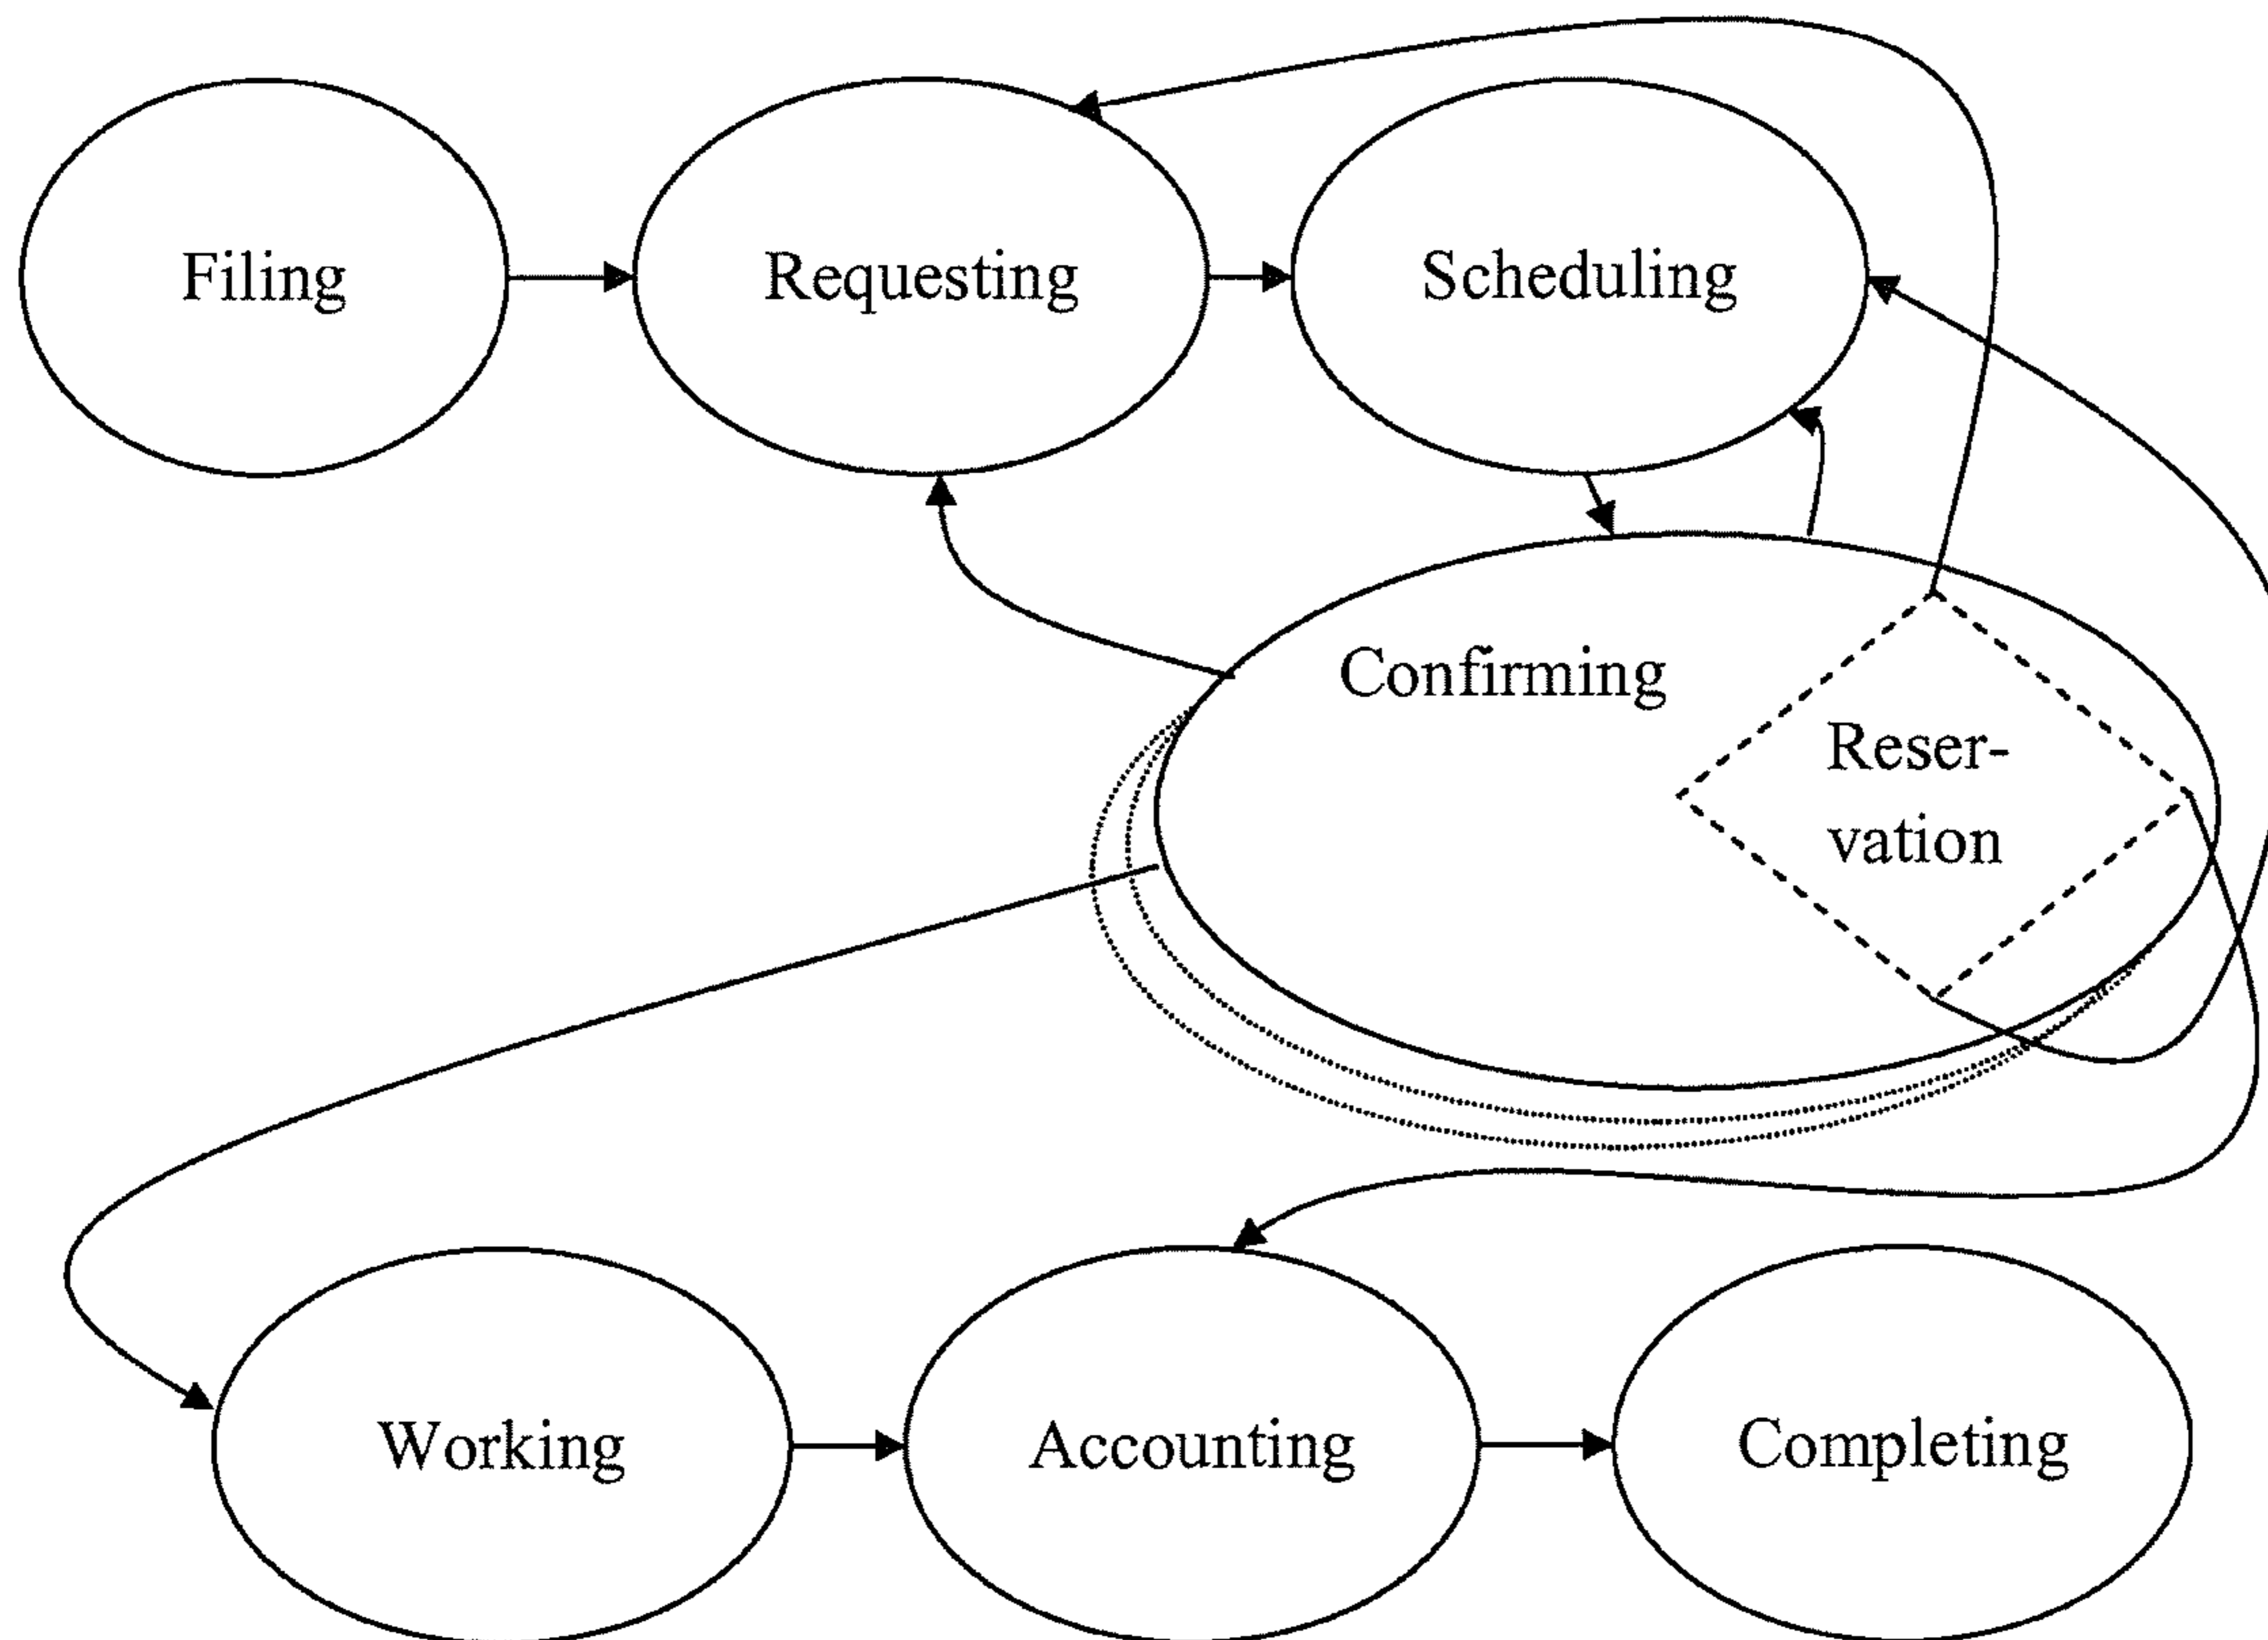 Filing
Requesting
Scheduling
Confirming
Reser-
vation
Working
Accounting
Completing